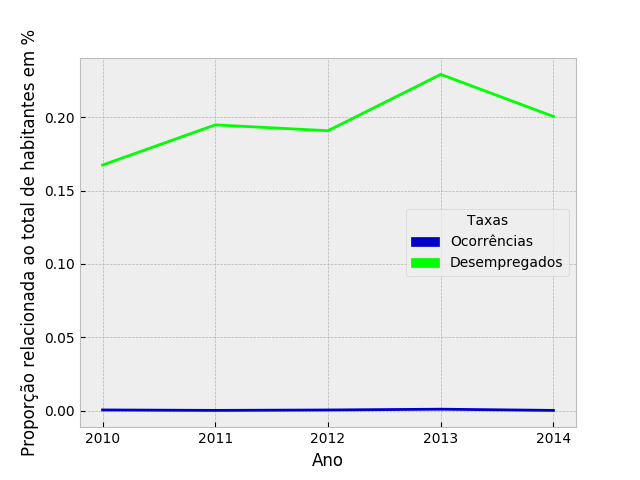 Proporção relacionada ao total de habitantes em %
0.20
0.15
0.10
0.05
0.00
Taxas
Ocorrências
Desempregados
2010 2011 2012 2013 2014
Ano